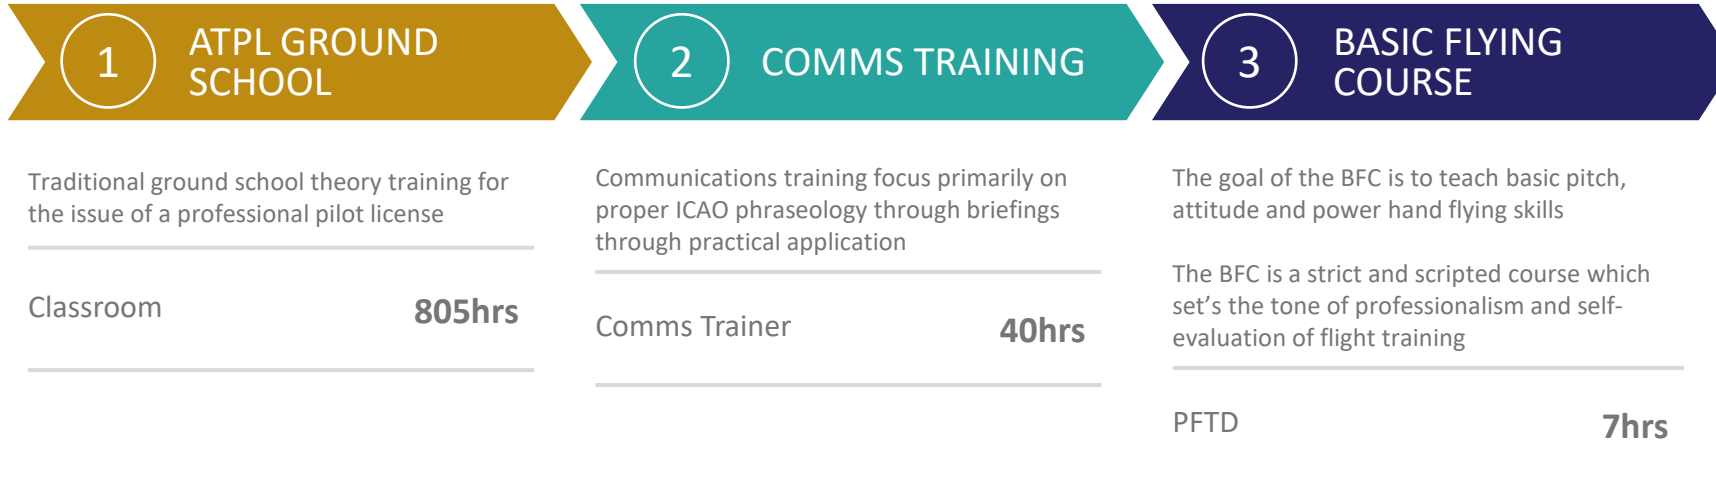 1
ATPL GROUND
SCHOOL
Traditional ground school theory training for
the issue of a professional pilot license
Classroom 805hrs
2
COMMS TRAINING
Communications training focus primarily on
proper ICAO phraseology through briefings
through practical application
Comms Trainer 40hrs
3
BASIC FLYING
COURSE
The goal of the BFC is to teach basic pitch,
attitude and power hand flying skills
The BFC is a strict and scripted course which
set’s the tone of professionalism and self-
evaluation of flight training
PFTD 7hrs